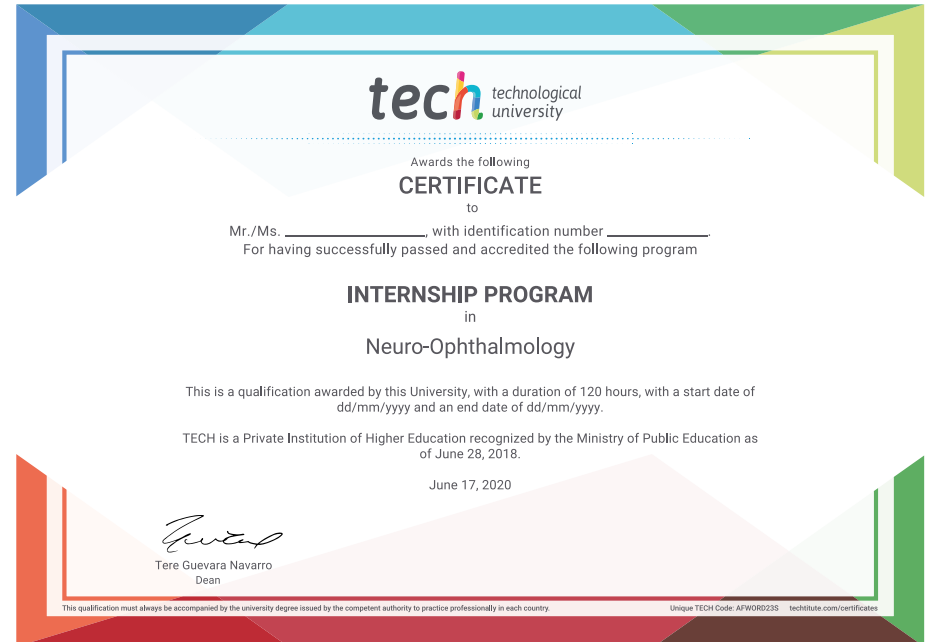 tech technological
university
Awards the following
CERTIFICATE
to
Mr./Ms. ____________________, with identification number _______________.
For having successfully passed and accredited the following program
INTERNSHIP PROGRAM
in
Neuro-Ophthalmology
This is a qualification awarded by this University, with a duration of 120 hours, with a start date of
dd/mm/yyyy and an end date of dd/mm/yyyy.
TECH is a Private Institution of Higher Education recognized by the Ministry of Public Education as
of June 28, 2018.
June 17, 2020
Tere Guevara Navarro
Dean
This qualification must always be accompanied by the university degree issued by the competent authority to practice professionally in each country. Unique TECH Code: AFWORD23S techtitute.com/certificates